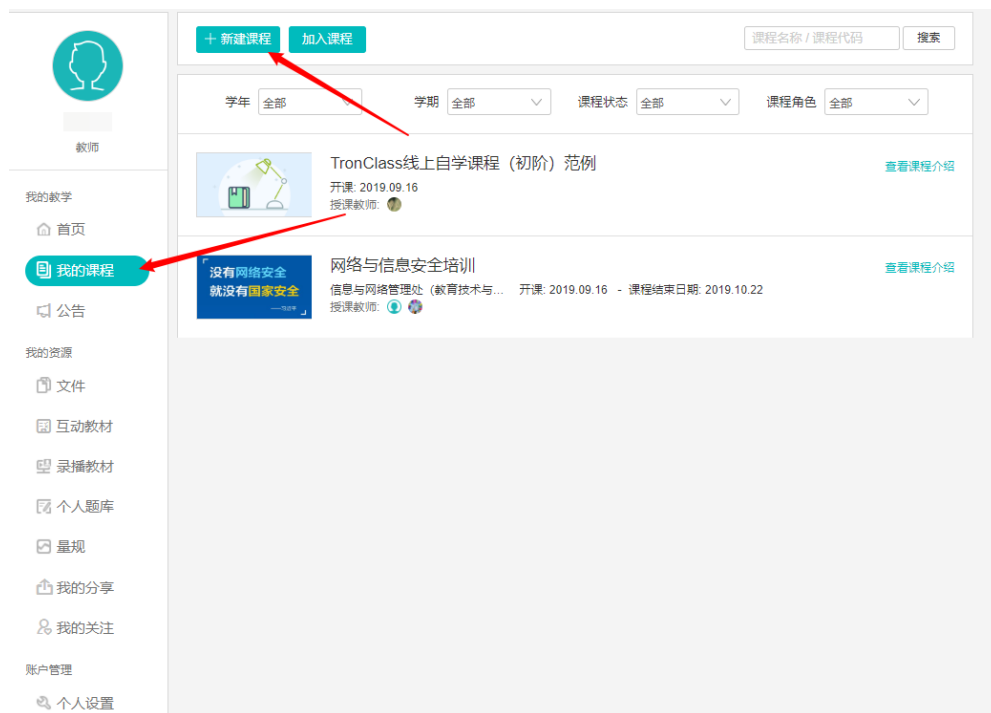 教师
我的教学
首页
我的课程
公告
我的资源
文件
互动教材
录播教材
个人题库
量规
我的分享
我的关注
账户管理
个人设置
+ 新建课程 加入课程 课程名称 / 课程代码 搜索
学年 全部 学期 全部 课程状态 全部 课程角色 全部
TronClass线上自学课程（初阶）范例 查看课程介绍
开课: 2019.09.16
授课教师:
没有网络安全
就没有国家安全
网络与信息安全培训 查看课程介绍
信息与网络管理处（教育技术与... 开课: 2019.09.16 - 课程结束日期: 2019.10.22
授课教师: